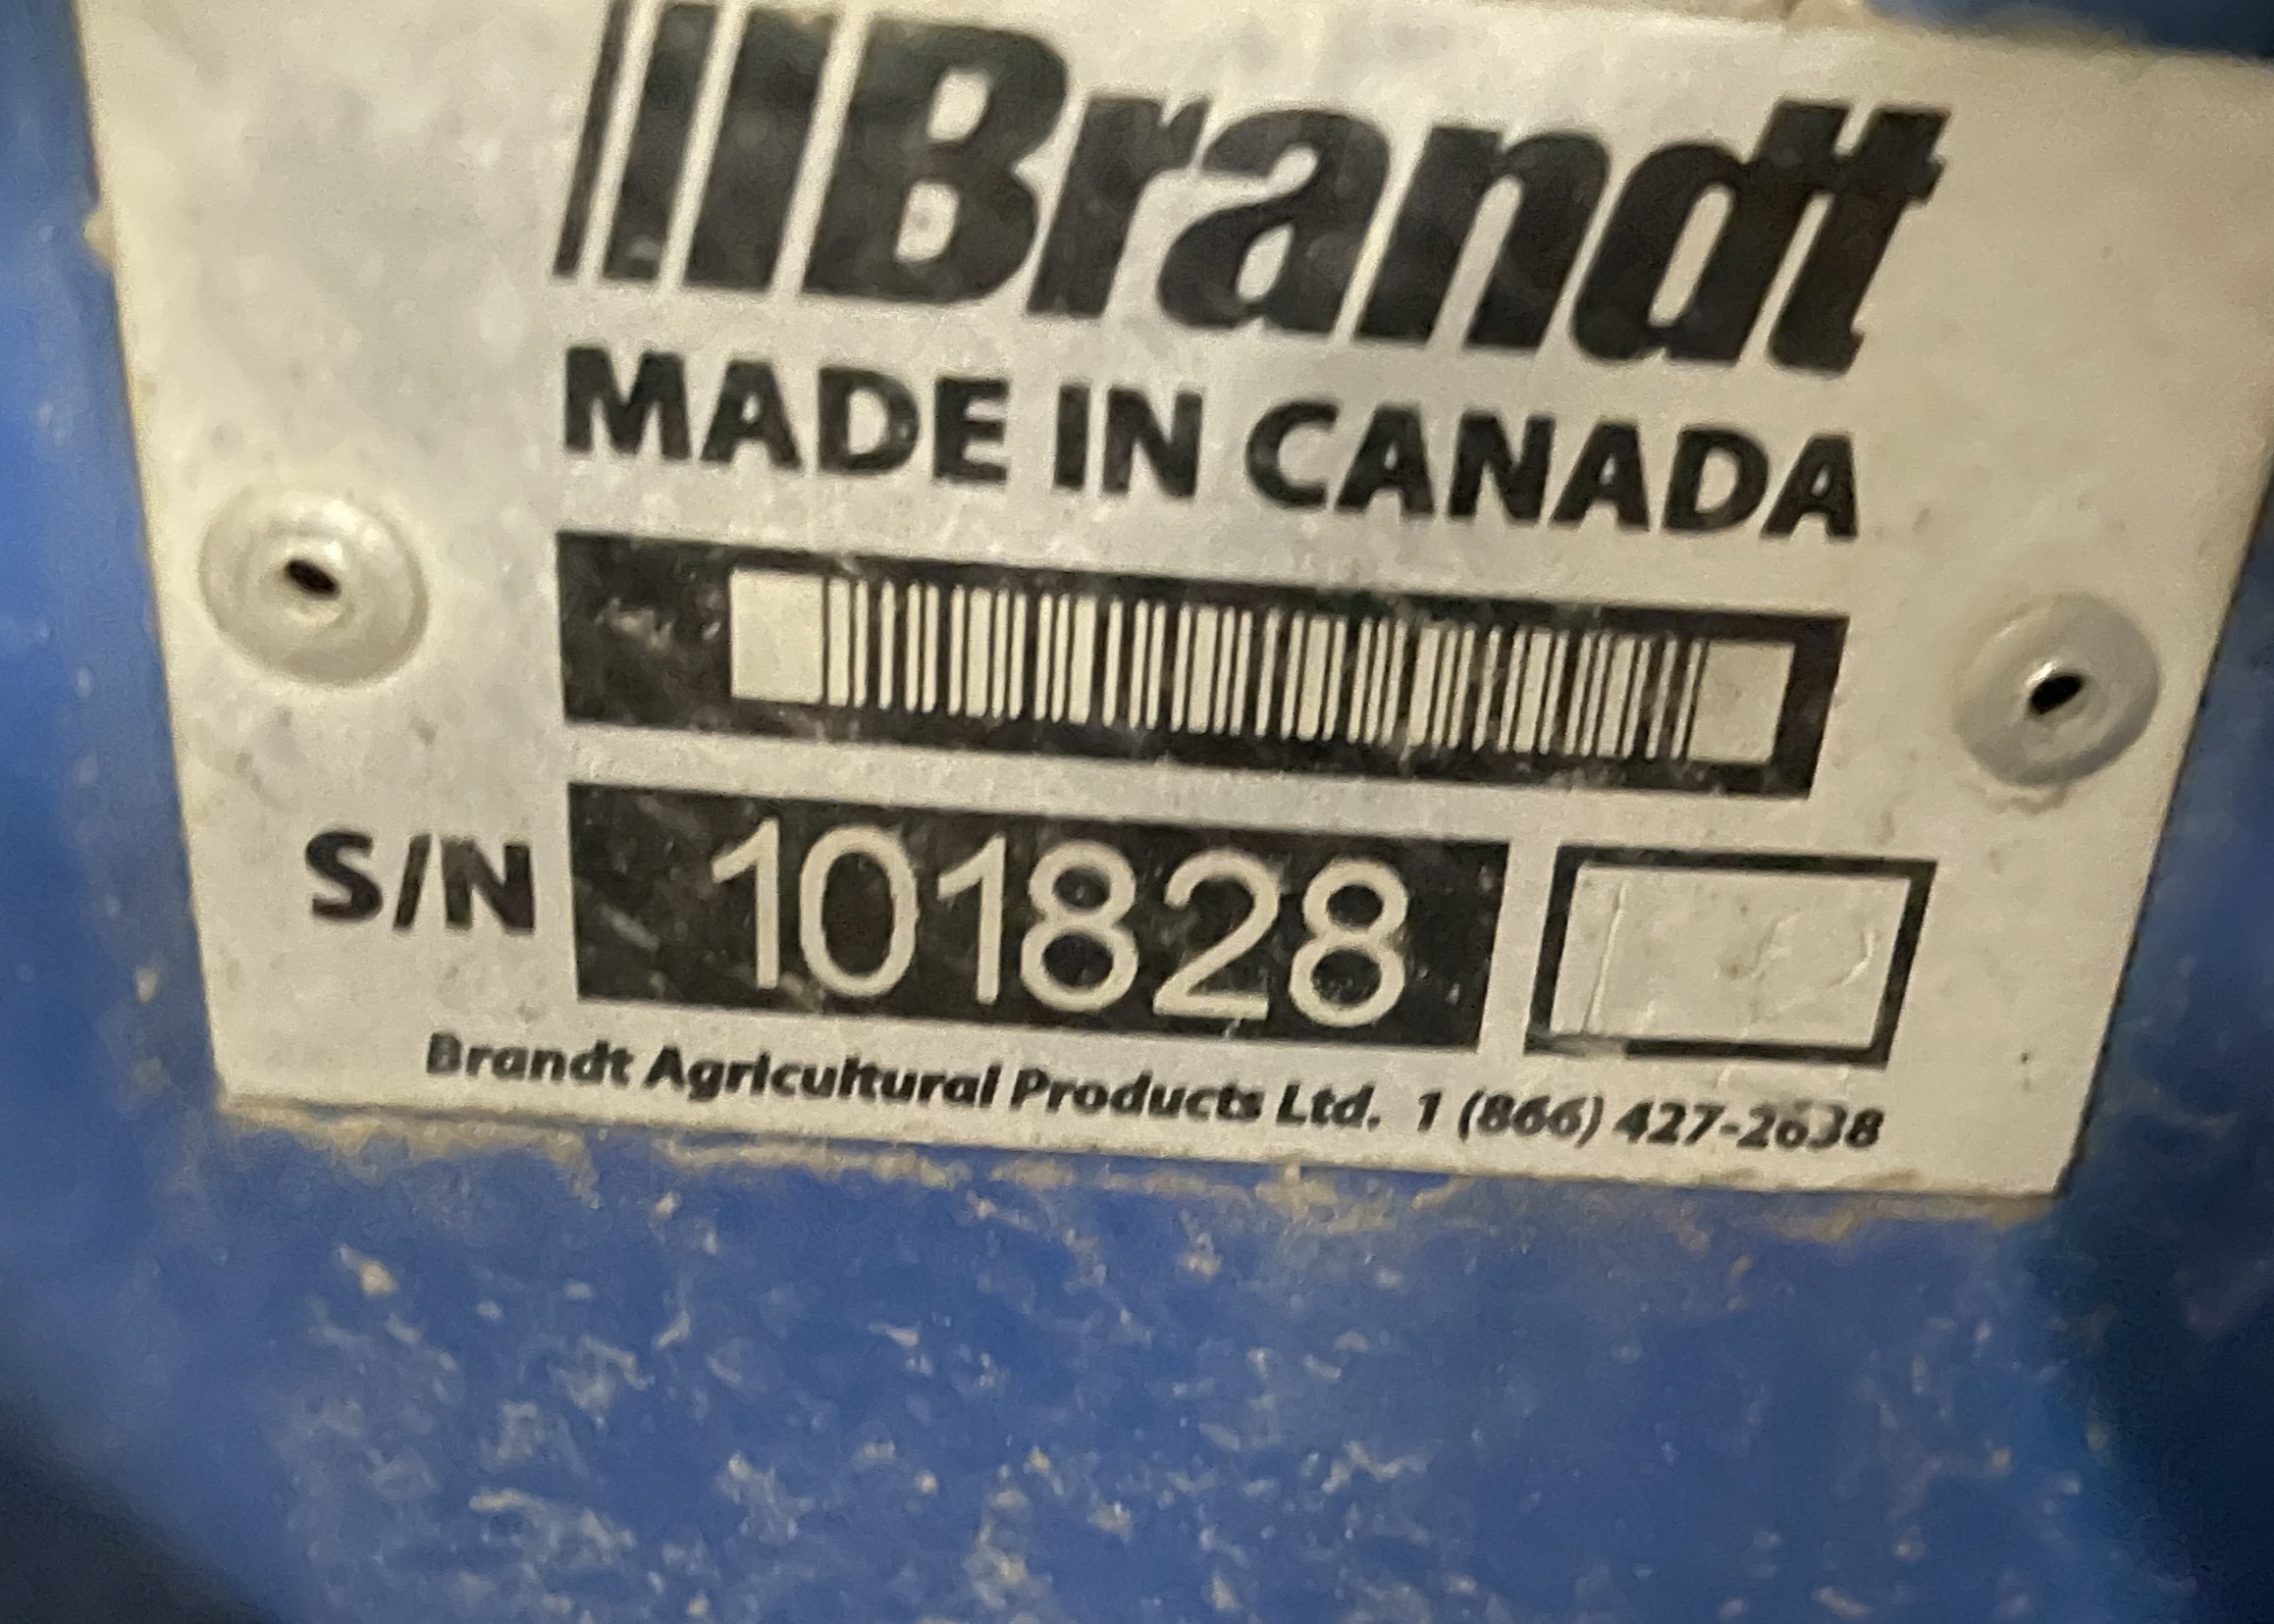 Brandt
MADE IN CANADA
S/N 101828
Brandt Agricultural Products Ltd. 1 (866) 427-2638